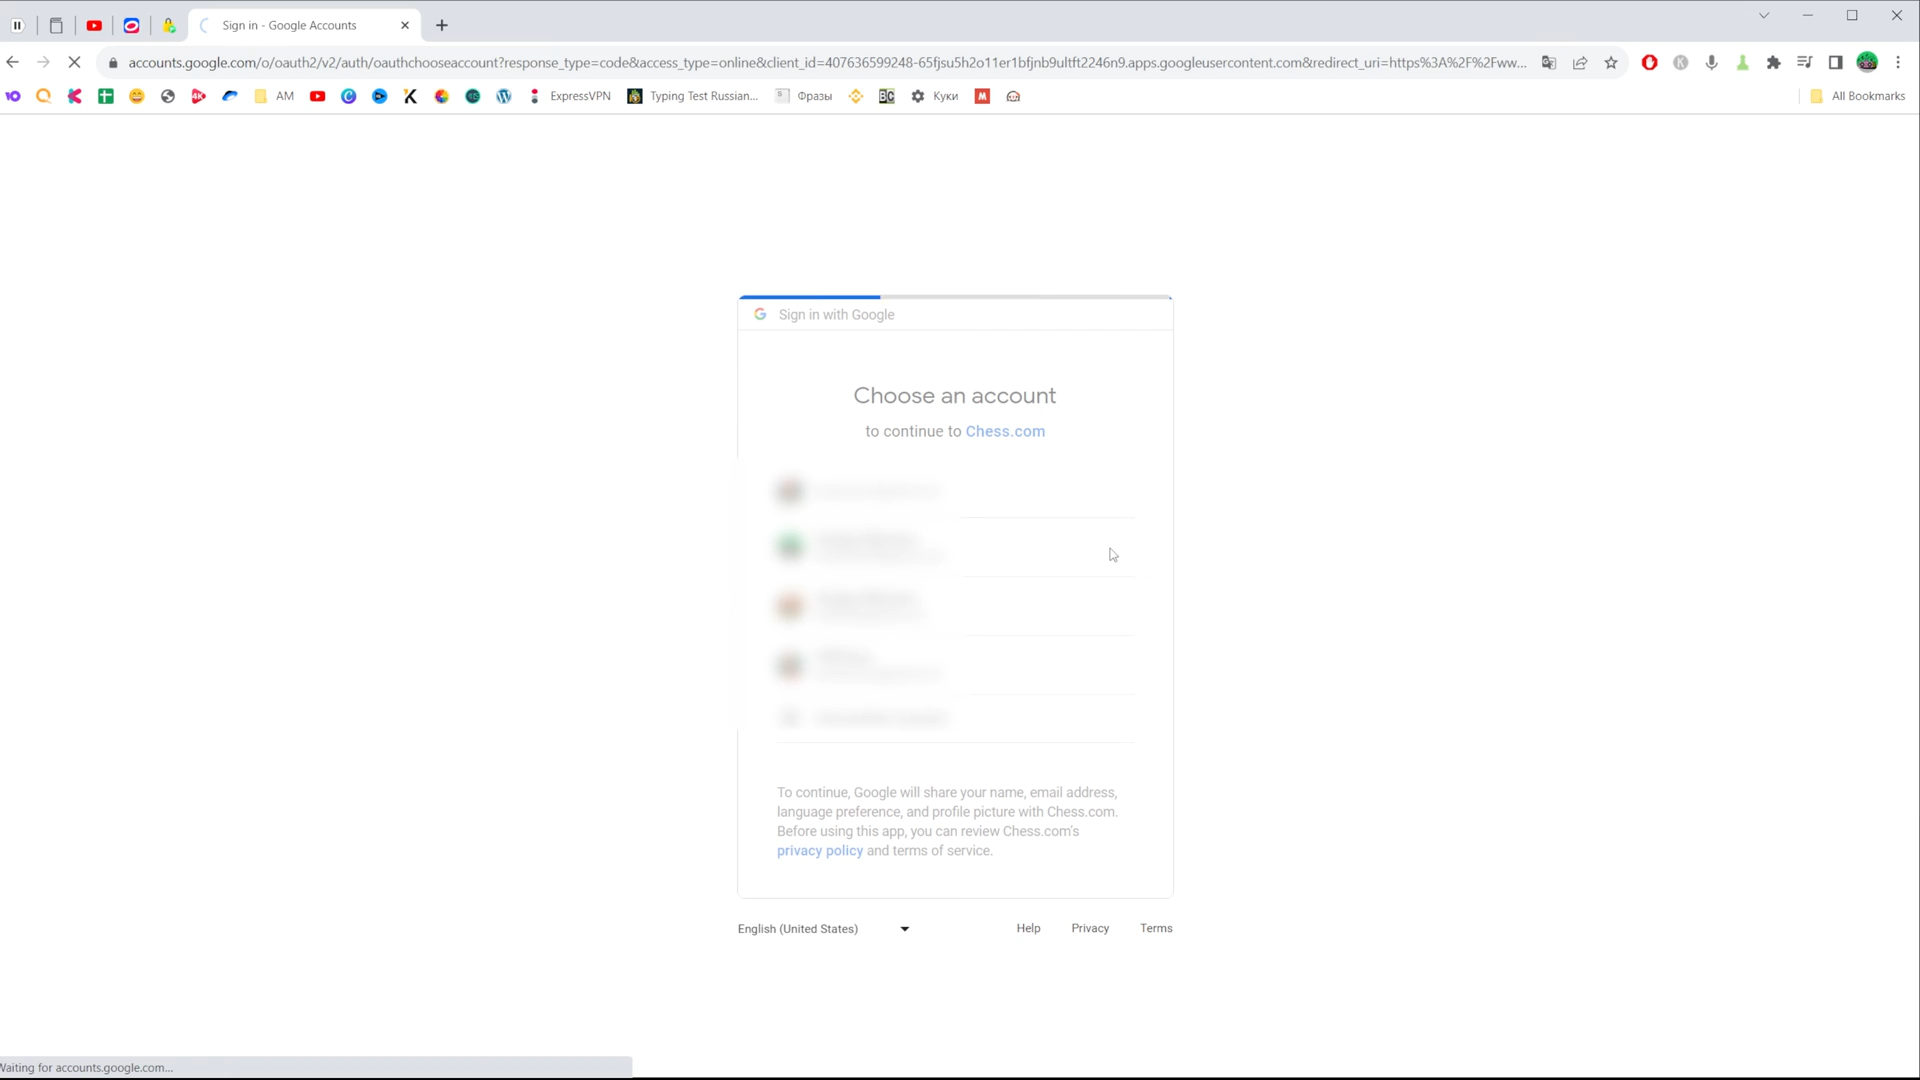 Sign in - Google Accounts
accounts.google.com/o/oauth2/v2/auth/oauthchooseaccount?response_type=code&access_type=online&client_id=407636599248-65fjsu5h2o11er1bfjnb9ultft2246n9.apps.googleusercontent.com&redirect_uri=https%3A%2F%2Fww...
AM
ExpressVPN
Typing Test Russian...
Фразы
Куки
All Bookmarks
Sign in with Google
Choose an account
to continue to Chess.com
To continue, Google will share your name, email address,
language preference, and profile picture with Chess.com.
Before using this app, you can review Chess.com's
privacy policy and terms of service.
English (United States)
Help
Privacy
Terms
Waiting for accounts.google.com...